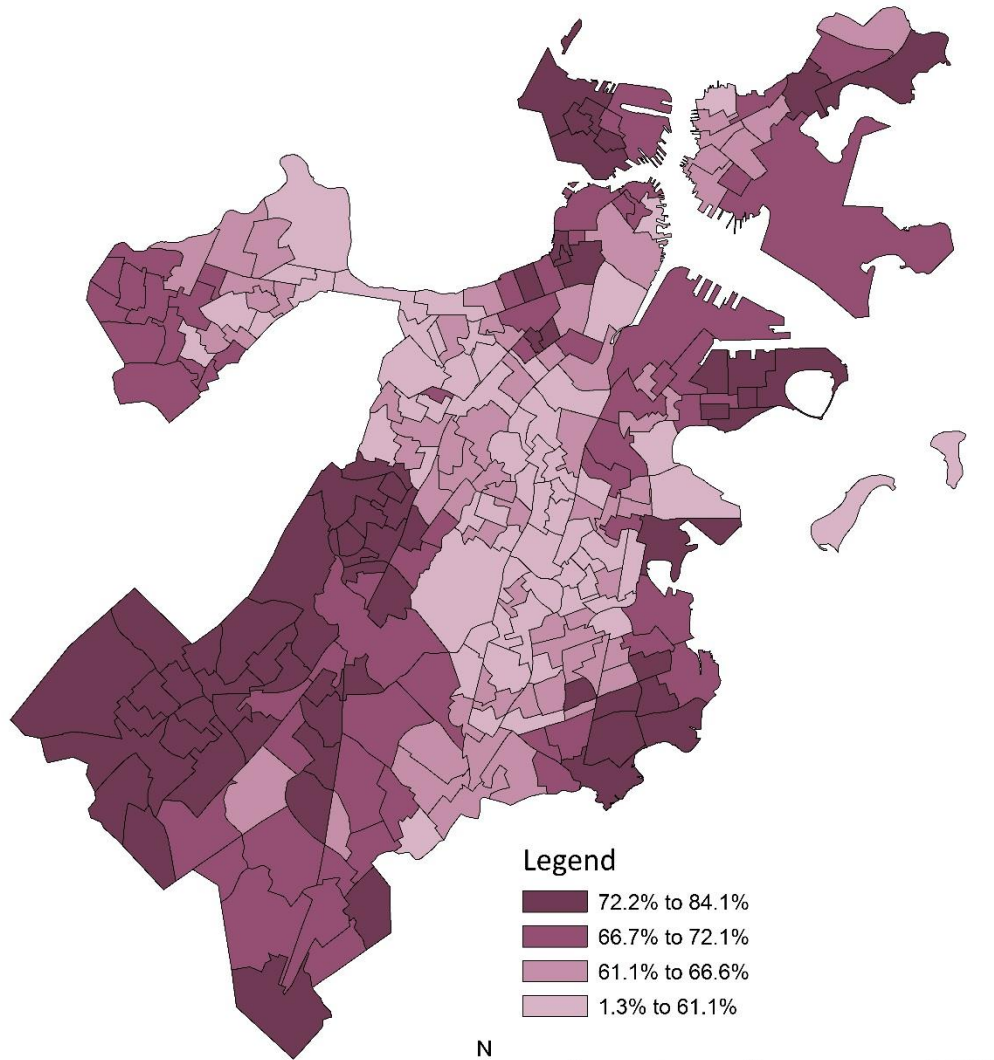 Legend
72.2% to 84.1%
66.7% to 72.1%
61.1% to 66.6%
1.3% to 61.1%
N